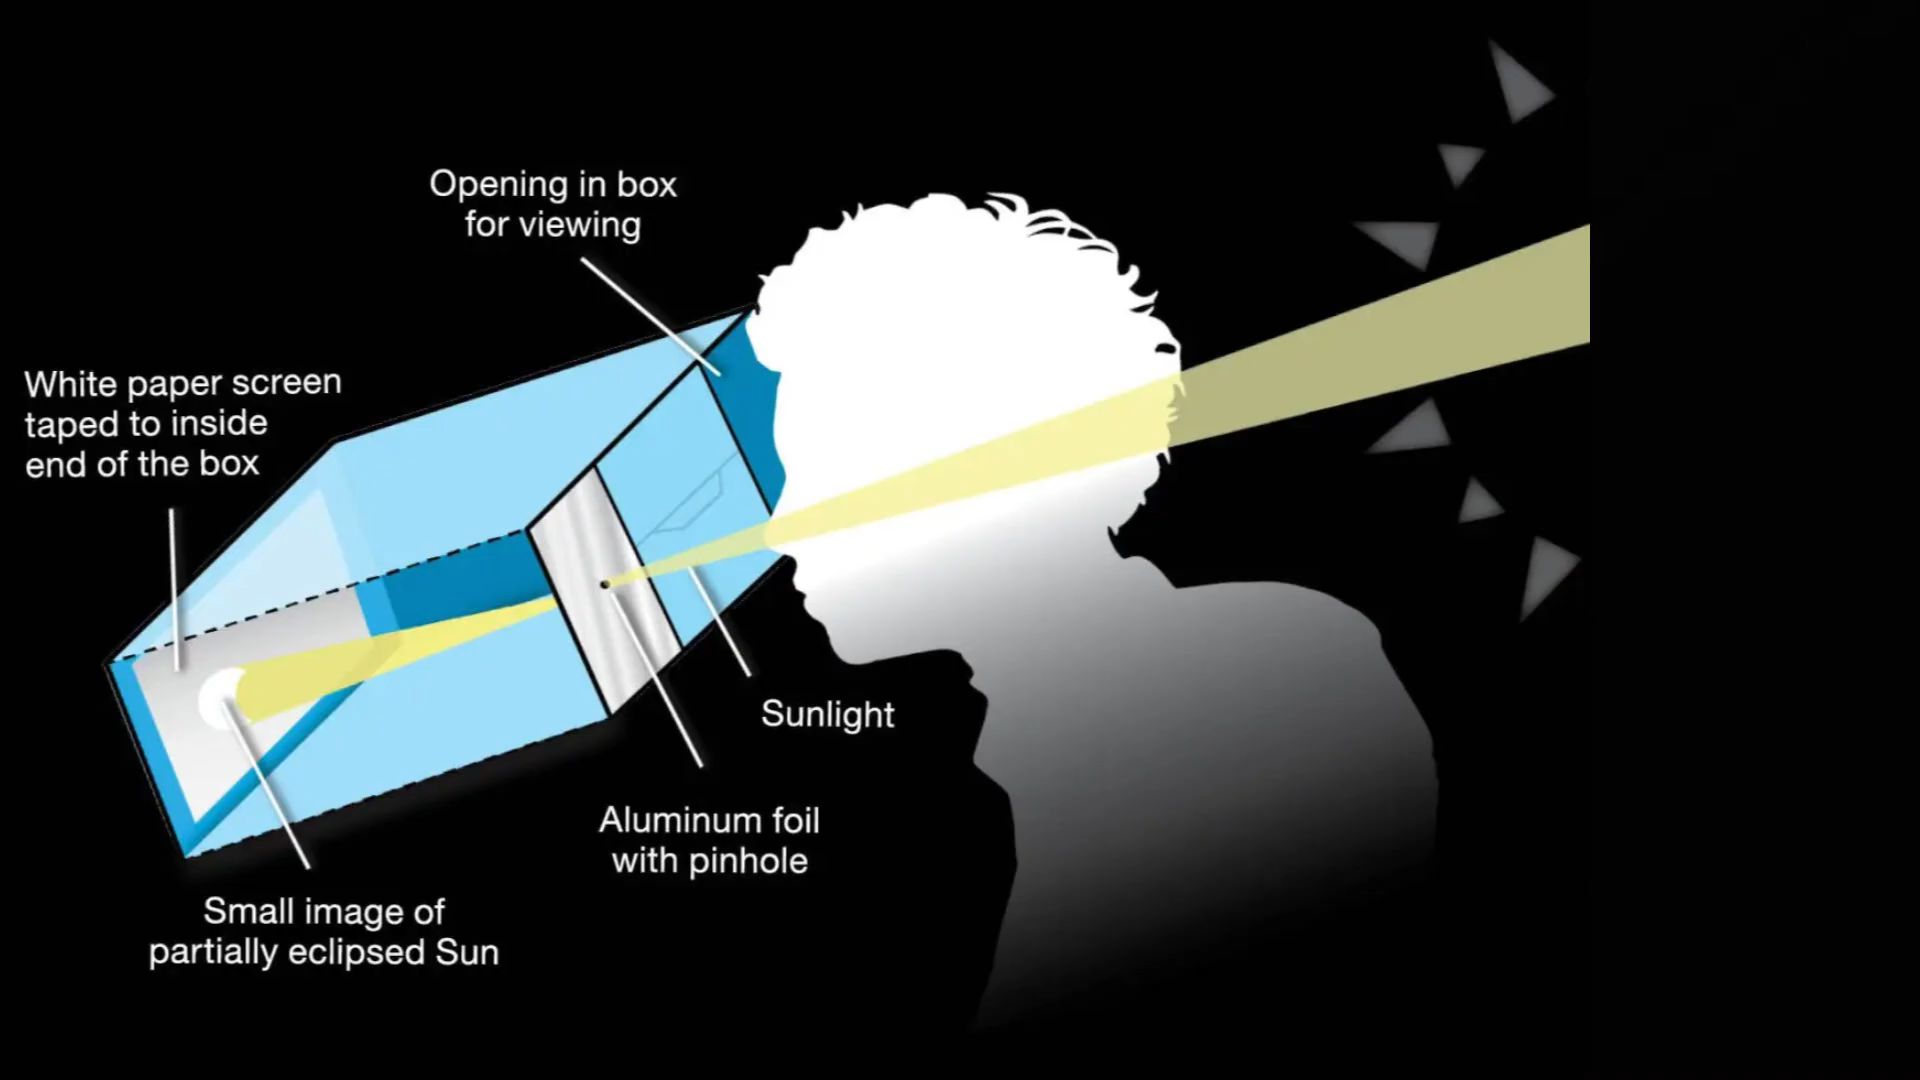 Opening in box
for viewing
White paper screen
taped to inside
end of the box
Sunlight
Aluminum foil
with pinhole
Small image of
partially eclipsed Sun